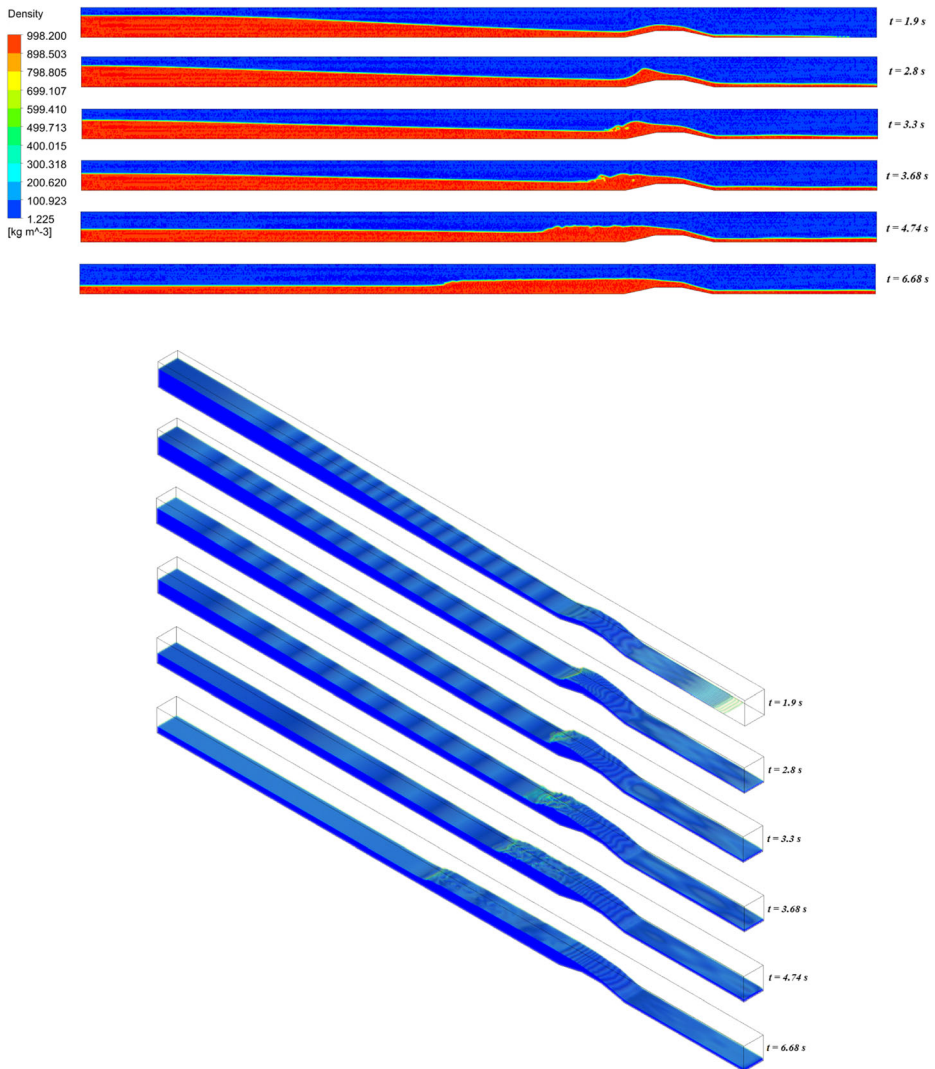 Density
998.200
898.503
798.805
699.107
599.410
499.713
400.015
300.318
200.620
100.923
1.225
[kg m^-3]
t = 1.9 s
t = 2.8 s
t = 3.3 s
t = 3.68 s
t = 4.74 s
t = 6.68 s
t = 1.9 s
t = 2.8 s
t = 3.3 s
t = 3.68 s
t = 4.74 s
t = 6.68 s